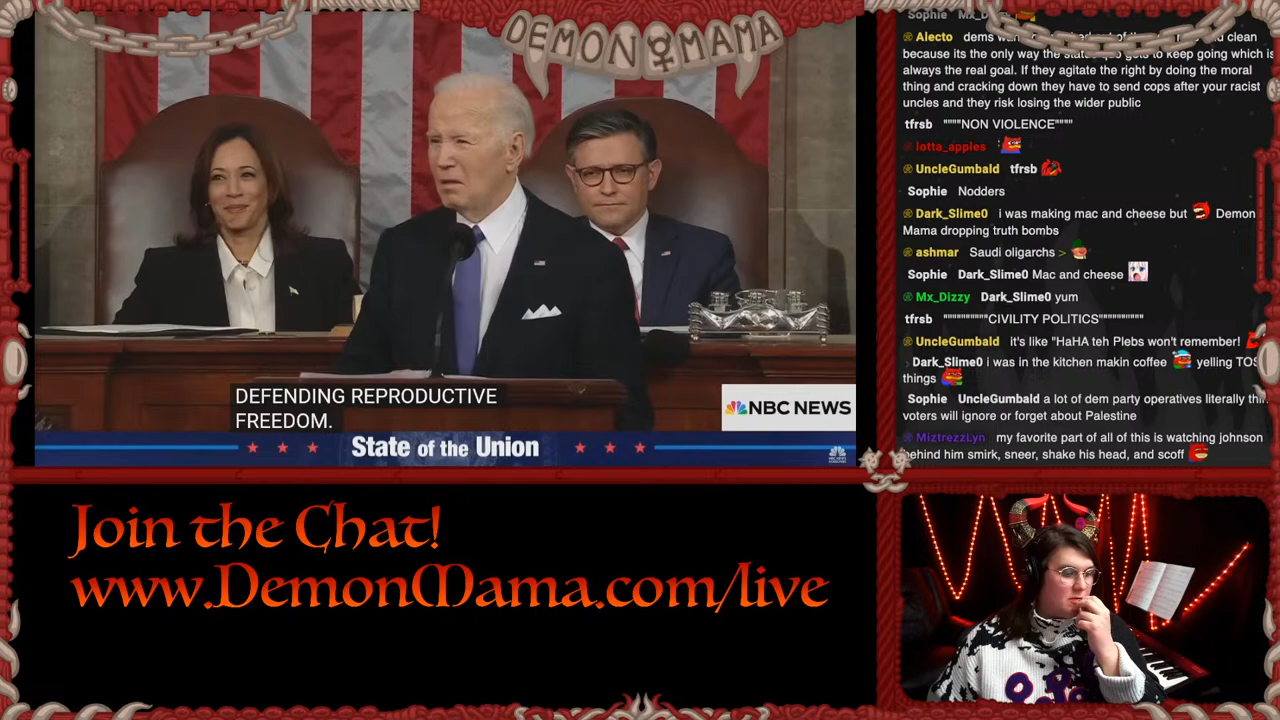 DEMON MAMA
DEFENDING REPRODUCTIVE
FREEDOM.
NBC NEWS
State of the Union
Join the Chat!
www.DemonMama.com/live
Sophie
Alecto dems clean
because its the only way the to keep going which is
always the real goal. If they agitate the right by doing the moral
thing and cracking down they have to send cops after your racist
uncles and they risk losing the wider public
tfrsb """"NON VIOLENCE""""
lotta_apples :
UncleGumbald tfrsb
Sophie Nodders
Dark_Slime0 i was making mac and cheese but Demon
Mama dropping truth bombs
ashmar Saudi oligarchs >
Sophie Dark_Slime0 Mac and cheese
Mx_Dizzy Dark_Slime0 yum
tfrsb """""""""CIVILITY POLITICS""""""""""
UncleGumbald it's like "HaHA teh Plebs won't remember!
Dark_Slime0 i was in the kitchen makin coffee yelling
things
Sophie UncleGumbald a lot of dem party operatives literally
voters will ignore or forget about Palestine
MiztrezzLyn my favorite part of all of this is watching johnson
behind him smirk, sneer, shake his head, and scoff